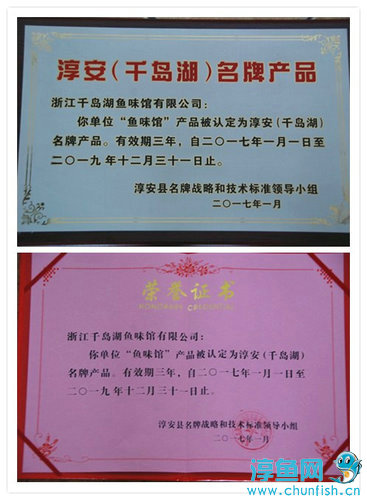 淳安(千岛湖)名牌产品
浙江千岛湖鱼味馆有限公司：
你单位“鱼味馆”产品被认定为淳安(千岛湖)
名牌产品。有效期三年，自二〇一七年一月一日至
二〇一九年十二月三十一日止。
淳安县名牌战略和技术标准领导小组
二〇一七年一月
荣誉证书
HONORARY CREDENTIAL
浙江千岛湖鱼味馆有限公司：
你单位“鱼味馆”产品被认定为淳安(千岛湖)
名牌产品。有效期三年，自二〇一七年一月一日至
二〇一九年十二月三十一日止。
淳安县名牌战略和技术标准领导小组
二〇一七年一月
淳鱼网
www.chunfish.cn